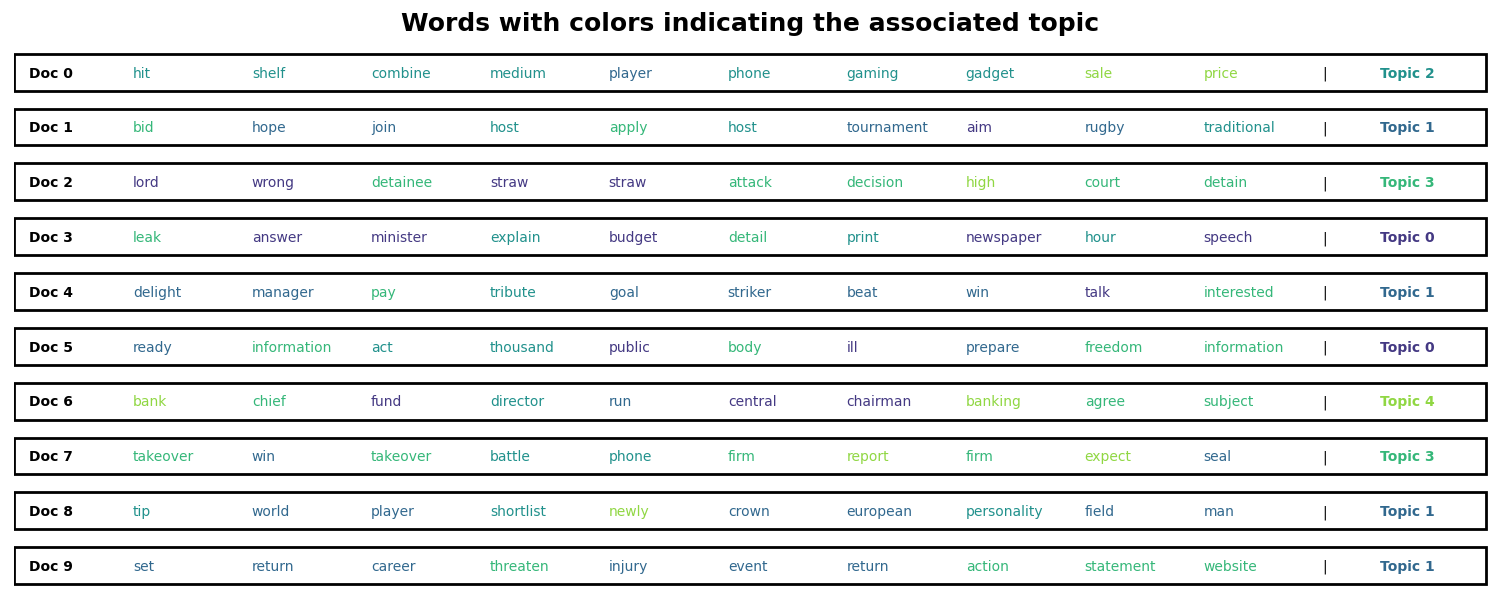 Words with colors indicating the associated topic
Doc 0 hit shelf combine medium player phone gaming gadget sale price | Topic 2
Doc 1 bid hope join host apply host tournament aim rugby traditional | Topic 1
Doc 2 lord wrong detainee straw straw attack decision high court detain | Topic 3
Doc 3 leak answer minister explain budget detail print newspaper hour speech | Topic 0
Doc 4 delight manager pay tribute goal striker beat win talk interested | Topic 1
Doc 5 ready information act thousand public body ill prepare freedom information | Topic 0
Doc 6 bank chief fund director run central chairman banking agree subject | Topic 4
Doc 7 takeover win takeover battle phone firm report firm expect seal | Topic 3
Doc 8 tip world player shortlist newly crown european personality field man | Topic 1
Doc 9 set return career threaten injury event return action statement website | Topic 1